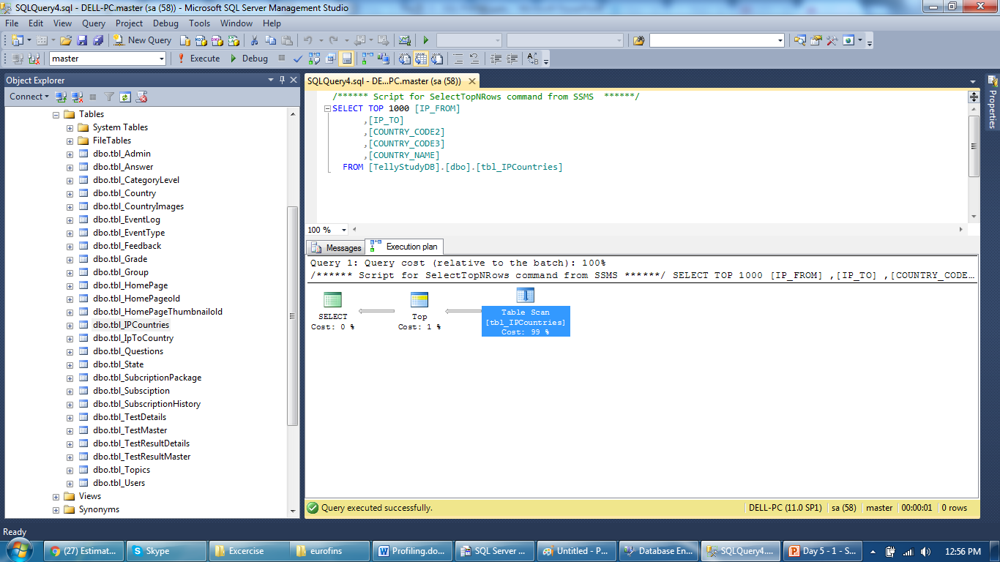 SQLQuery4.sql - DELL-PC.master (sa (58)) - Microsoft SQL Server Management Studio
File Edit View Query Project Debug Tools Window Help
New Query
master Execute Debug
Object Explorer
Connect
Tables
System Tables
FileTables
dbo.tbl_Admin
dbo.tbl_Answer
dbo.tbl_CategoryLevel
dbo.tbl_Country
dbo.tbl_CountryImages
dbo.tbl_EventLog
dbo.tbl_EventType
dbo.tbl_Feedback
dbo.tbl_Grade
dbo.tbl_Group
dbo.tbl_HomePage
dbo.tbl_HomePageold
dbo.tbl_HomePageThumbnailold
dbo.tbl_IPCountries
dbo.tbl_IpToCountry
dbo.tbl_Questions
dbo.tbl_State
dbo.tbl_SubcriptionPackage
dbo.tbl_Subsciption
dbo.tbl_SubscriptionHistory
dbo.tbl_TestDetails
dbo.tbl_TestMaster
dbo.tbl_TestResultDetails
dbo.tbl_TestResultMaster
dbo.tbl_Topics
dbo.tbl_Users
Views
Synonyms
SQLQuery4.sql - DE...PC.master (sa (58))
/****** Script for SelectTopNRows command from SSMS  ******/
SELECT TOP 1000 [IP_FROM]
,[IP_TO]
,[COUNTRY_CODE2]
,[COUNTRY_CODE3]
,[COUNTRY_NAME]
FROM [TellyStudyDB].[dbo].[tbl_IPCountries]
100 %
Messages Execution plan
Query 1: Query cost (relative to the batch): 100%
/****** Script for SelectTopNRows command from SSMS ******/ SELECT TOP 1000 [IP_FROM] ,[IP_TO] ,[COUNTRY_CODE...
SELECT
Cost: 0 %
Top
Cost: 1 %
Table Scan
[tbl_IPCountries]
Cost: 99 %
Query executed successfully. DELL-PC (11.0 SP1) sa (58) master 00:00:01 0 rows
Properties
Ready
(27) Estimat... Skype Excercise eurofins Profiling.do... SQL Server ... Untitled - P... Database En... SQLQuery4.... Day 5 - 1 - S... 12:56 PM